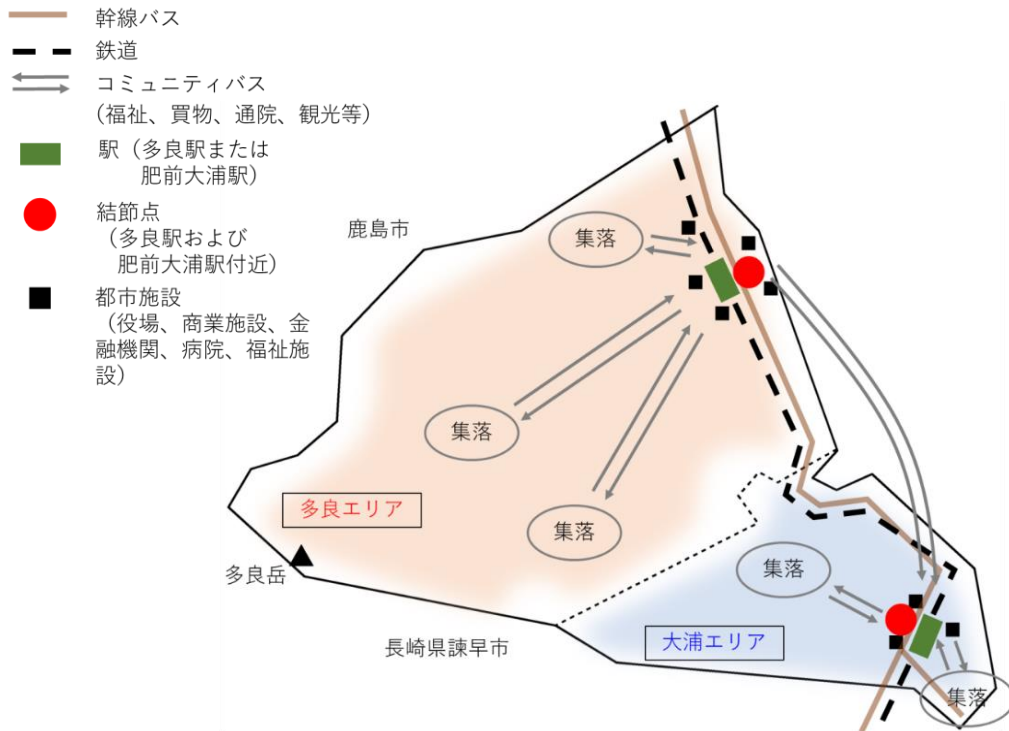 幹線バス
鉄道
コミュニティバス
(福祉、買物、通院、観光等)
駅(多良駅または
肥前大浦駅)
結節点
(多良駅および
肥前大浦駅付近)
都市施設
(役場、商業施設、金
融機関、病院、福祉施
設)
鹿島市
集落
集落
集落
多良エリア
多良岳
集落
長崎県諫早市
大浦エリア
集落